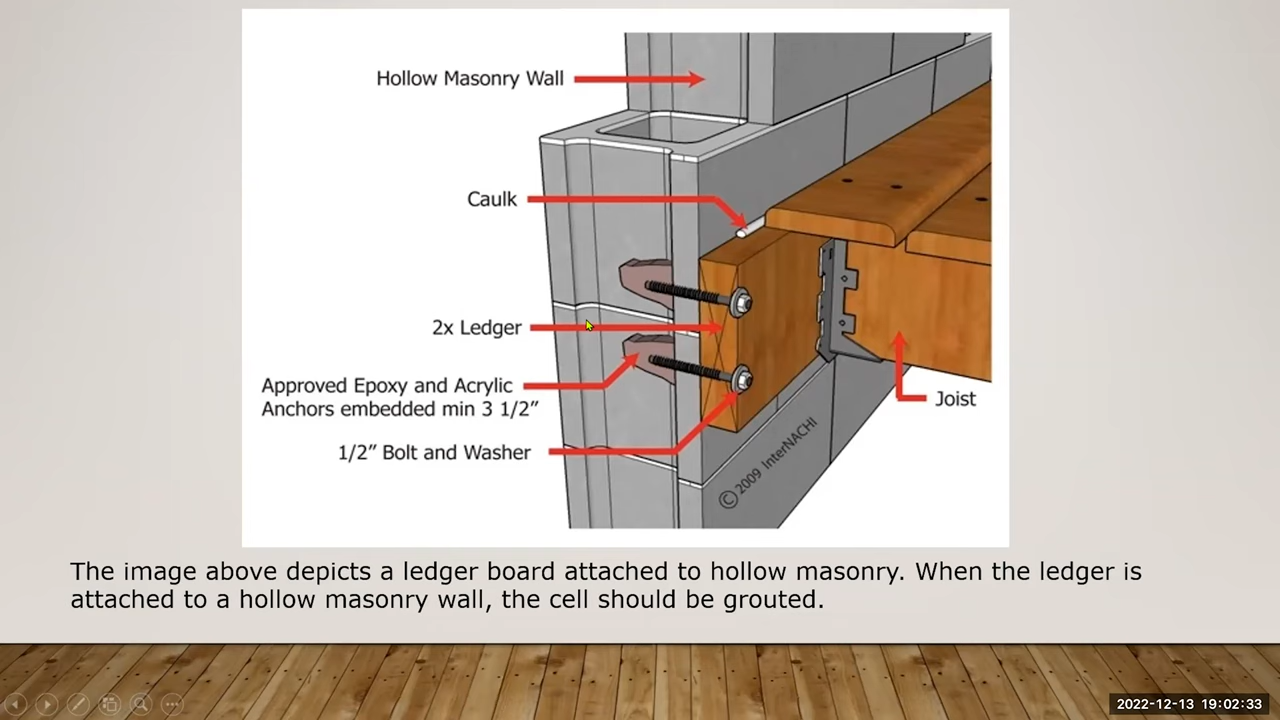 Hollow Masonry Wall
Caulk
2x Ledger
Approved Epoxy and Acrylic
Anchors embedded min 3 1/2”
1/2” Bolt and Washer
Joist
© 2009 InterNACHI
The image above depicts a ledger board attached to hollow masonry. When the ledger is
attached to a hollow masonry wall, the cell should be grouted.
2022-12-13 19:02:33